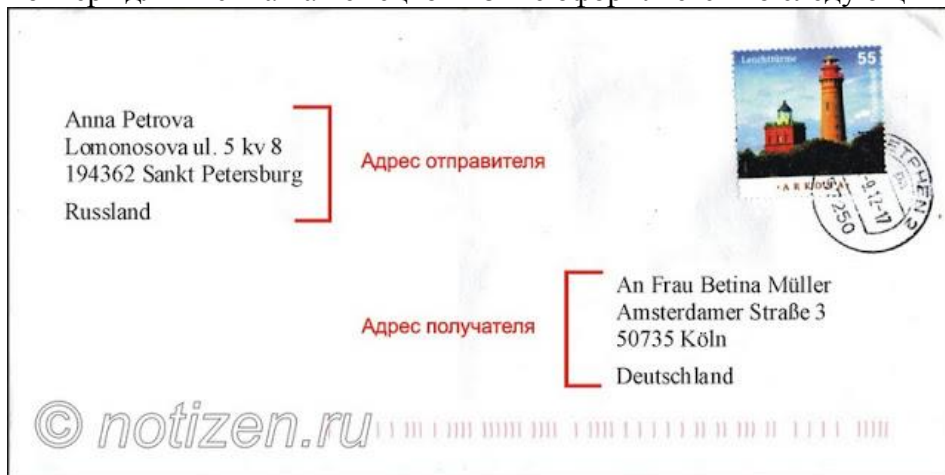 Anna Petrova
Lomonosova ul. 5 kv 8
194362 Sankt Petersburg
Russland
Адрес отправителя
Leuchttürme 55
ARKONA
An Frau Betina Müller
Amsterdamer Straße 3
50735 Köln
Deutschland
Адрес получателя
© notizen.ru